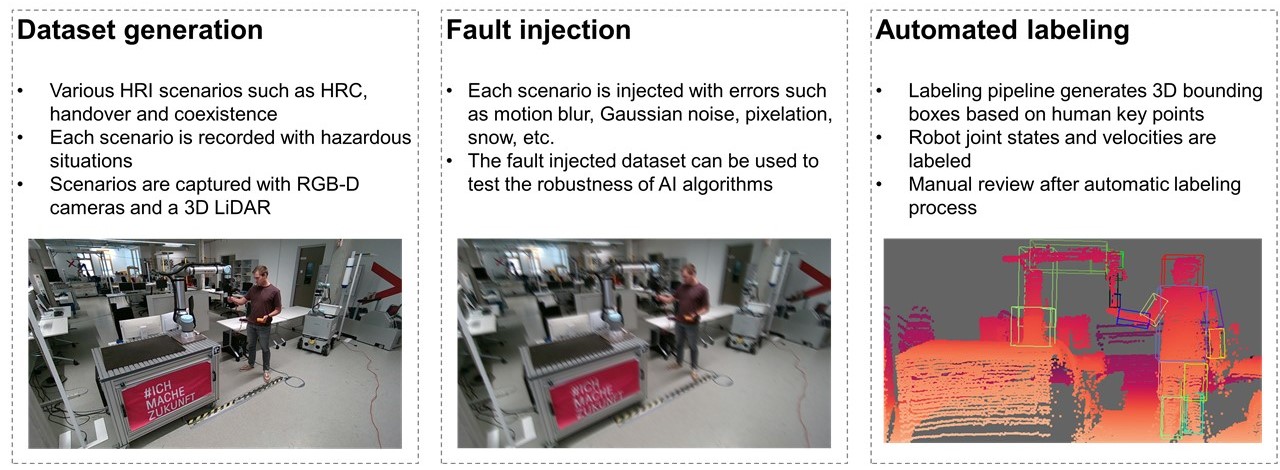 Dataset generation
• Various HRI scenarios such as HRC,
handover and coexistence
• Each scenario is recorded with hazardous
situations
• Scenarios are captured with RGB-D
cameras and a 3D LiDAR
#ICH
MACHE
ZUKUNFT
Fault injection
• Each scenario is injected with errors such
as motion blur, Gaussian noise, pixelation,
snow, etc.
• The fault injected dataset can be used to
test the robustness of AI algorithms
#ICH
MACHE
ZUKUNFT
Automated labeling
• Labeling pipeline generates 3D bounding
boxes based on human key points
• Robot joint states and velocities are
labeled
• Manual review after automatic labeling
process